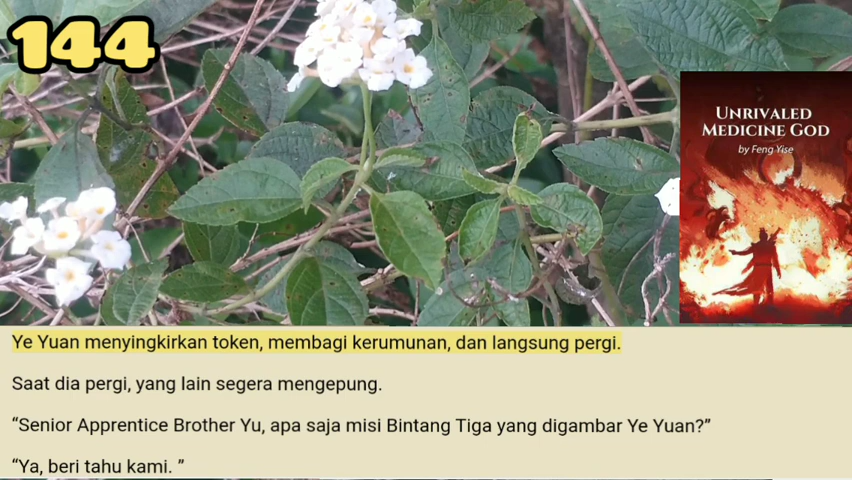 144
UNRIVALED
MEDICINE GOD
by Feng Yise
Ye Yuan menyingkirkan token, membagi kerumunan, dan langsung pergi.
Saat dia pergi, yang lain segera mengepung.
“Senior Apprentice Brother Yu, apa saja misi Bintang Tiga yang digambar Ye Yuan?”
“Ya, beri tahu kami. ”